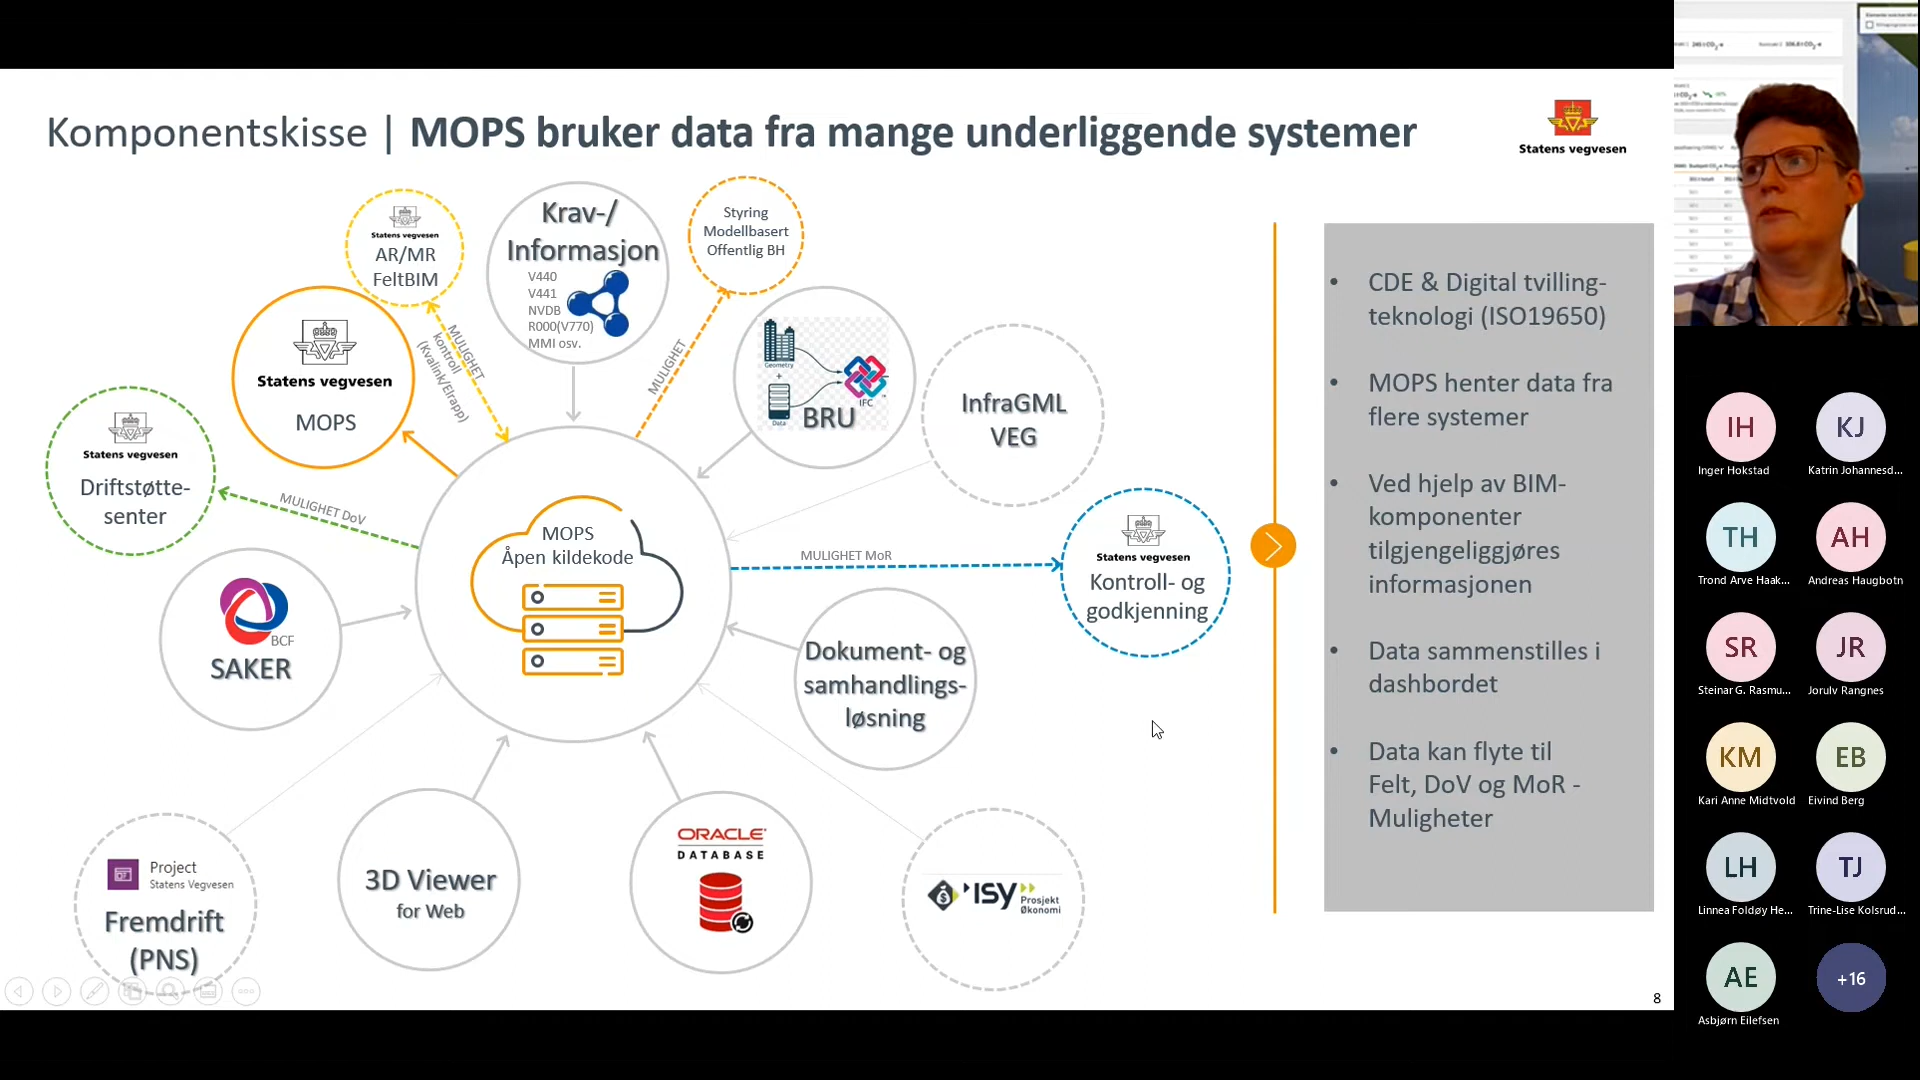 Komponentskisse | MOPS bruker data fra mange underliggende systemer
Statens vegvesen
Statens vegvesen
AR/MR
FeltBIM
Krav-/
Informasjon
V440
V441
NVDB
R000(V770)
MMI osv.
Styring
Modellbasert
Offentlig BH
MULIGHET
kontroll
(Kvalink/Elrapp)
MULIGHET
Statens vegvesen
MOPS
Geometry
+
Data
IFC
BRU
InfraGML
VEG
Statens vegvesen
Driftstøtte-
senter
MULIGHET DoV
MOPS
Åpen kildekode
MULIGHET MoR
Statens vegvesen
Kontroll- og
godkjenning
BCF
SAKER
Dokument- og
samhandlings-
løsning
Project
Statens Vegvesen
Fremdrift
(PNS)
3D Viewer
for Web
ORACLE
DATABASE
ISY
Prosjekt
Økonomi
• CDE & Digital tvilling-
teknologi (ISO19650)
• MOPS henter data fra
flere systemer
• Ved hjelp av BIM-
komponenter
tilgjengeliggjøres
informasjonen
• Data sammenstilles i
dashbordet
• Data kan flyte til
Felt, DoV og MoR -
Muligheter
8
IH
Inger Hokstad
KJ
Katrin Johannesd...
TH
Trond Arve Haak...
AH
Andreas Haugbotn
SR
Steinar G. Rasmu...
JR
Jorulv Rangnes
KM
Kari Anne Midtvold
EB
Eivind Berg
LH
Linnea Foldøy He...
TJ
Trine-Lise Kolsrud...
AE
Asbjørn Eilefsen
+16